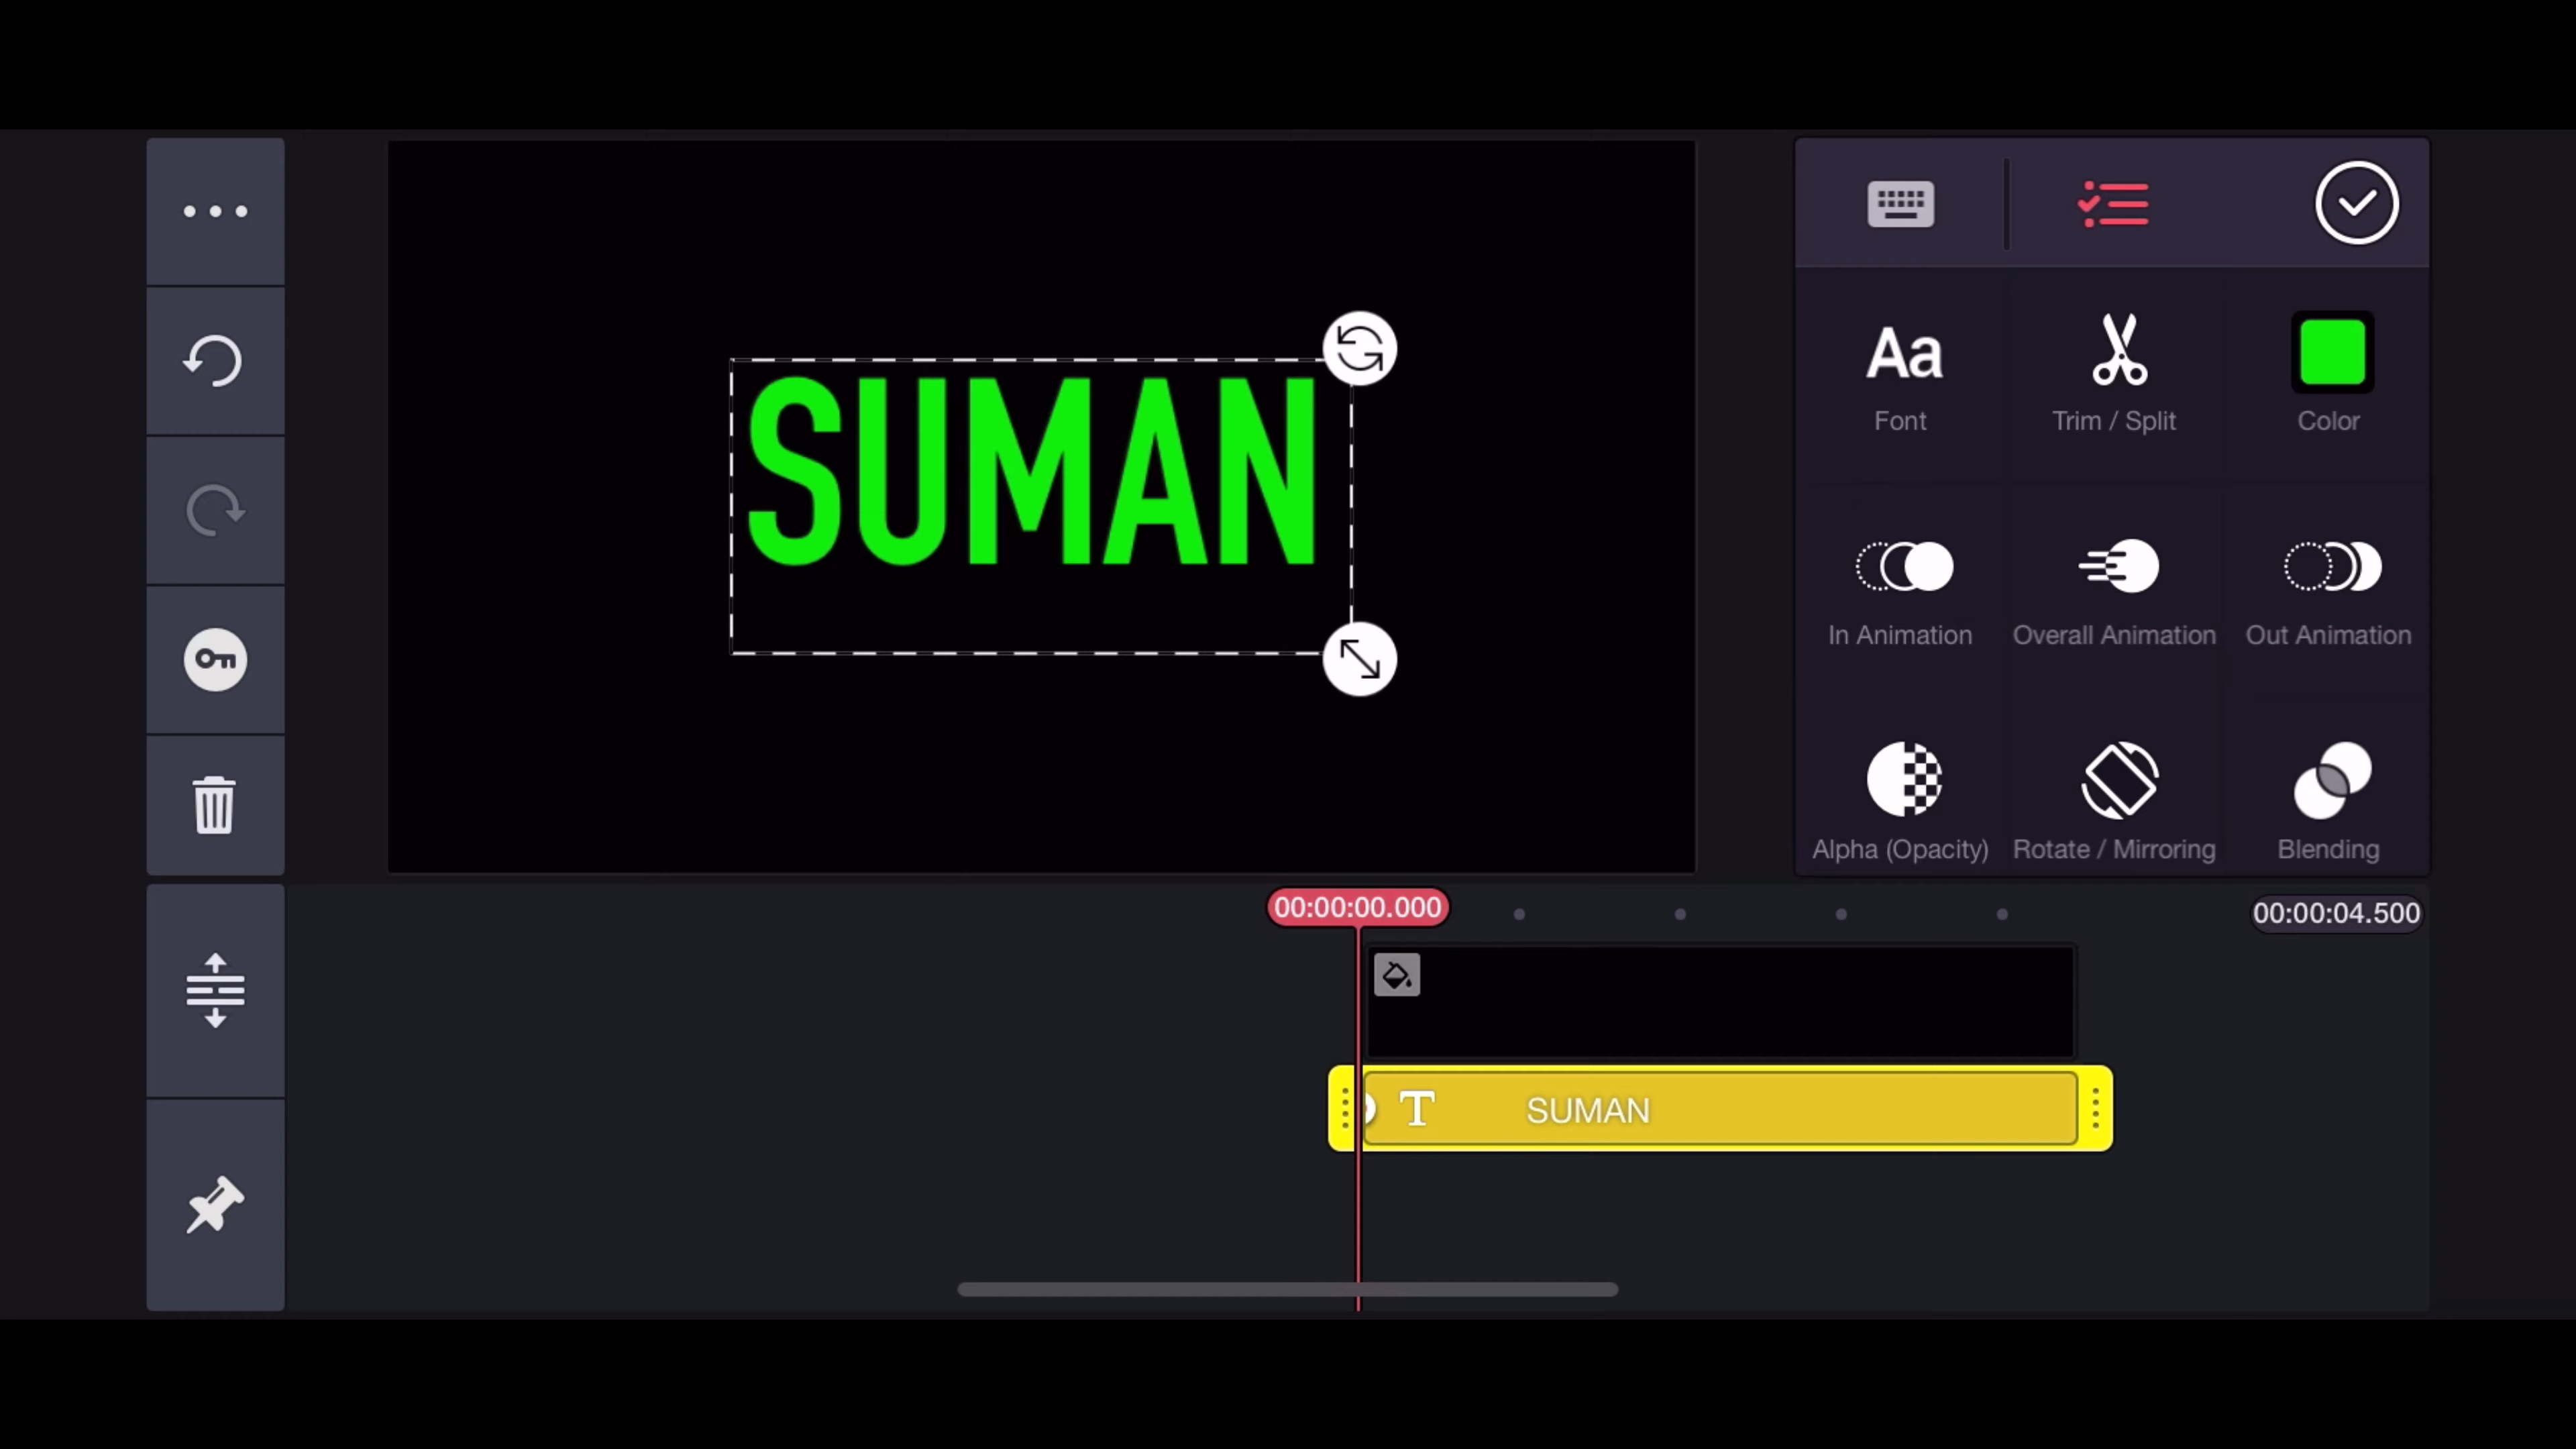 SUMAN
Aa
Font
Trim / Split
Color
In Animation
Overall Animation
Out Animation
Alpha (Opacity)
Rotate / Mirroring
Blending
00:00:00.000
00:00:04.500
T SUMAN